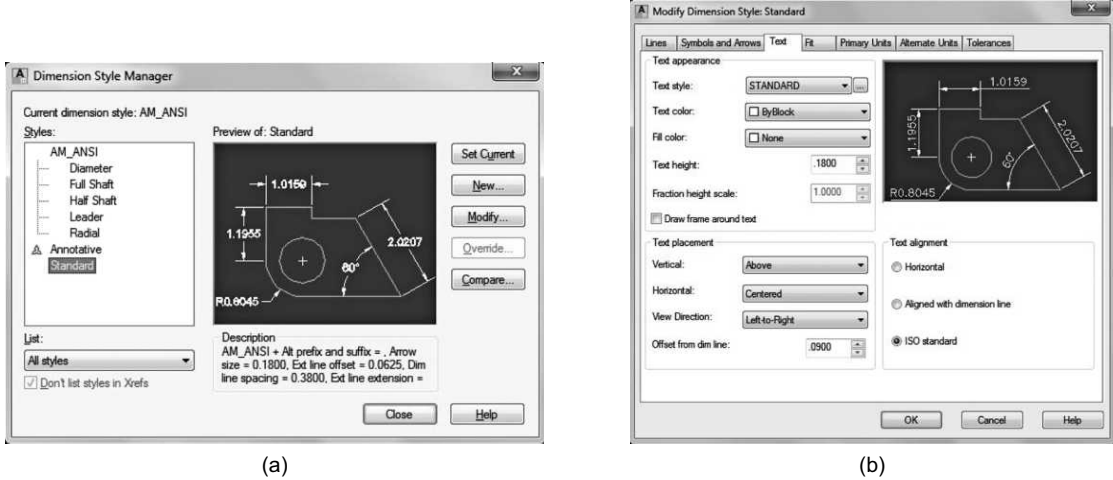 Dimension Style Manager
Current dimension style: AM_ANSI
Styles:
AM_ANSI
Diameter
Full Shaft
Half Shaft
Leader
Radial
Annotative
Standard
List:
All styles
Don't list styles in Xrefs
Preview of: Standard
1.0159
1.1955
2.0207
60°
R0.8045
Description
AM_ANSI + Alt prefix and suffix = , Arrow
size = 0.1800, Ext line offset = 0.0625, Dim
line spacing = 0.3800, Ext line extension =
Set Current
New...
Modify...
Override...
Compare...
Close
Help
(a)
Modify Dimension Style: Standard
Lines Symbols and Arrows Text Fit Primary Units Alternate Units Tolerances
Text appearance
Text style: STANDARD ...
Text color: ByBlock
Fill color: None
Text height: .1800
Fraction height scale: 1.0000
Draw frame around text
1.0159
1.1955
2.0207
60°
R0.8045
Text placement
Vertical: Above
Horizontal: Centered
View Direction: Left-to-Right
Offset from dim line: .0900
Text alignment
Horizontal
Aligned with dimension line
ISO standard
OK Cancel Help
(b)